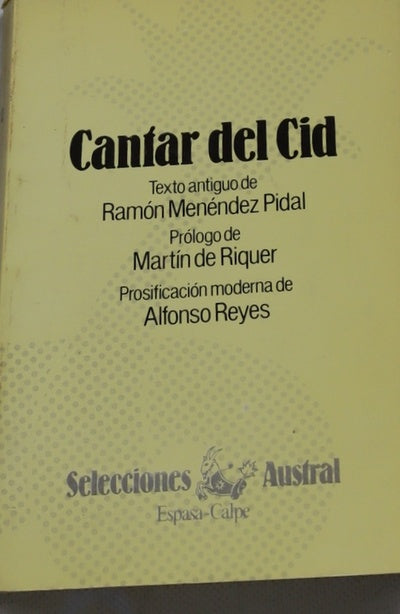 Cantar del Cid
Texto antiguo de
Ramón Menéndez Pidal
Prólogo de
Martín de Riquer
Prosificación moderna de
Alfonso Reyes
Selecciones Austral
Espasa-Calpe